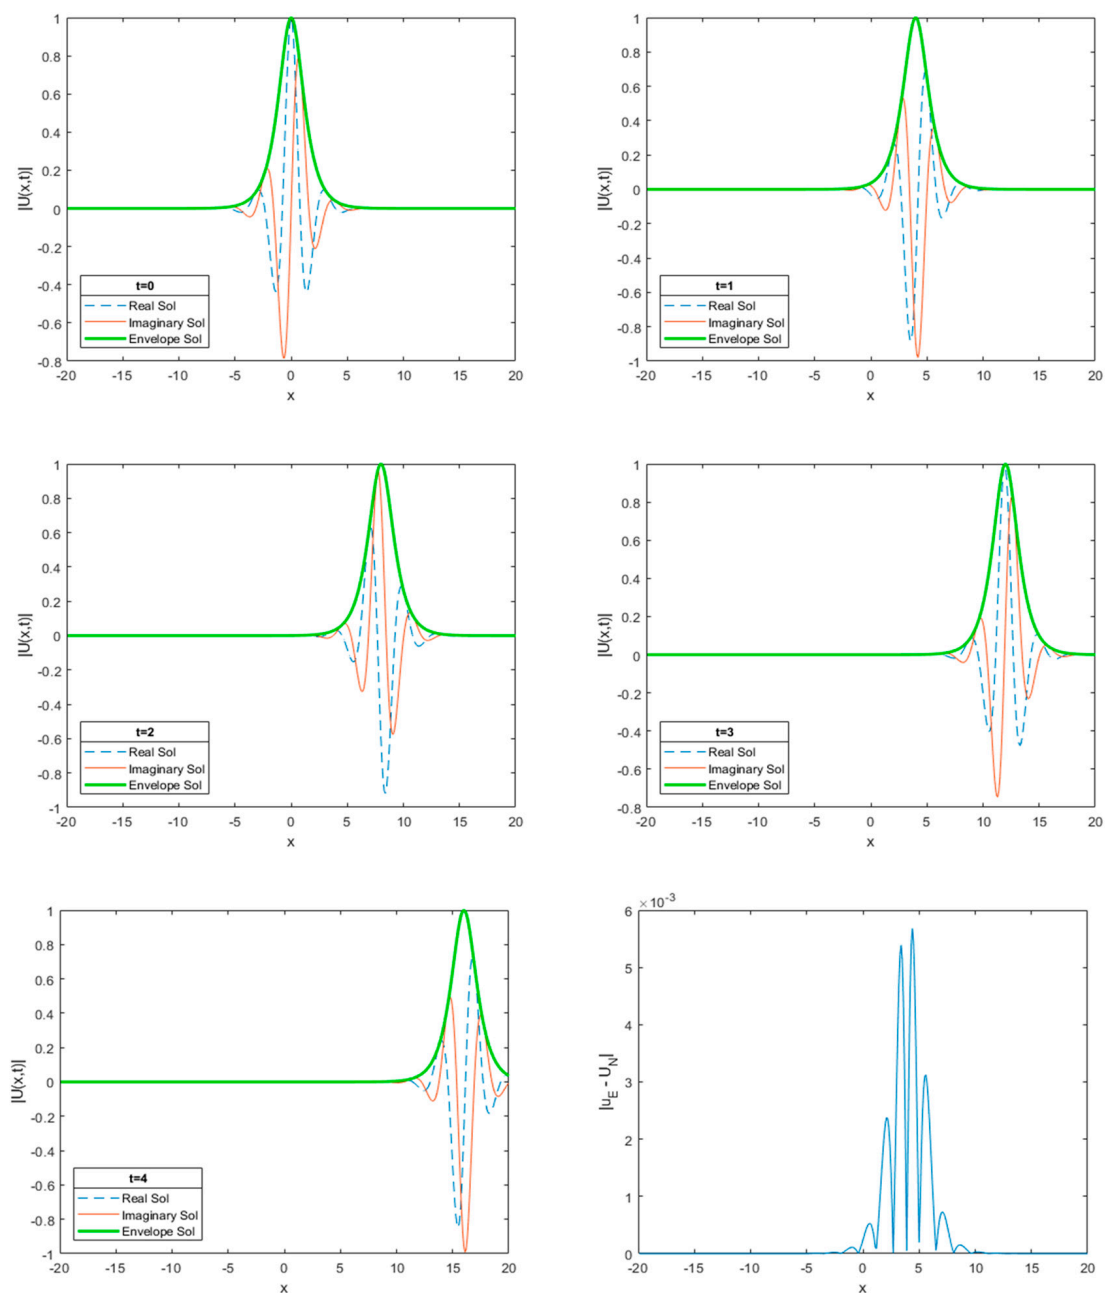 |U(x,t)|
1
0.8
0.6
0.4
0.2
0
-0.2
-0.4
-0.6
-0.8
t=0
Real Sol
Imaginary Sol
Envelope Sol
-20 -15 -10 -5 0 5 10 15 20
x
|U(x,t)|
1
0.8
0.6
0.4
0.2
0
-0.2
-0.4
-0.6
-0.8
-1
t=1
Real Sol
Imaginary Sol
Envelope Sol
-20 -15 -10 -5 0 5 10 15 20
x
|U(x,t)|
1
0.8
0.6
0.4
0.2
0
-0.2
-0.4
-0.6
-0.8
-1
t=2
Real Sol
Imaginary Sol
Envelope Sol
-20 -15 -10 -5 0 5 10 15 20
x
|U(x,t)|
1
0.8
0.6
0.4
0.2
0
-0.2
-0.4
-0.6
-0.8
t=3
Real Sol
Imaginary Sol
Envelope Sol
-20 -15 -10 -5 0 5 10 15 20
x
|U(x,t)|
1
0.8
0.6
0.4
0.2
0
-0.2
-0.4
-0.6
-0.8
-1
t=4
Real Sol
Imaginary Sol
Envelope Sol
-20 -15 -10 -5 0 5 10 15 20
x
×10⁻³
|u_E - U_N|
6
5
4
3
2
1
0
-20 -15 -10 -5 0 5 10 15 20
x